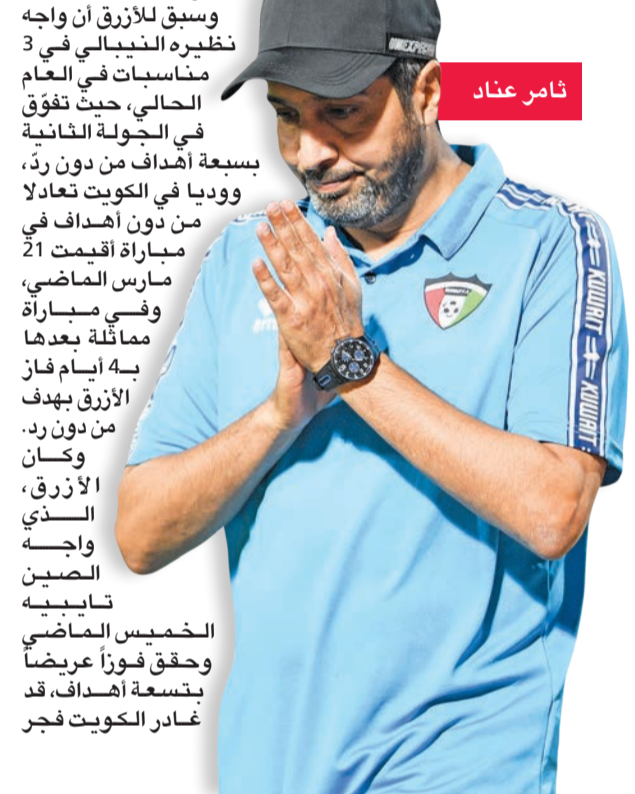 وسبق للأزرق أن واجه
نظيره النيبالي في 3
مناسبات في العام
الحالي، حيث تفوّق
في الجولة الثانية
بسبعة أهداف من دون ردّ،
ووديا في الكويت تعادلا
من دون أهداف في
مباراة أقيمت 21
مارس الماضي،
وفي مباراة
مماثلة بعدها
بـ4 أيام فاز
الأزرق بهدف
من دون رد.
وكان
الأزرق،
الذي
واجه
الصين
تايبيه
الخميس الماضي
وحقق فوزاً عريضاً
بتسعة أهداف، قد
غادر الكويت فجر
ثامر عناد
KUWAIT
KUWAIT